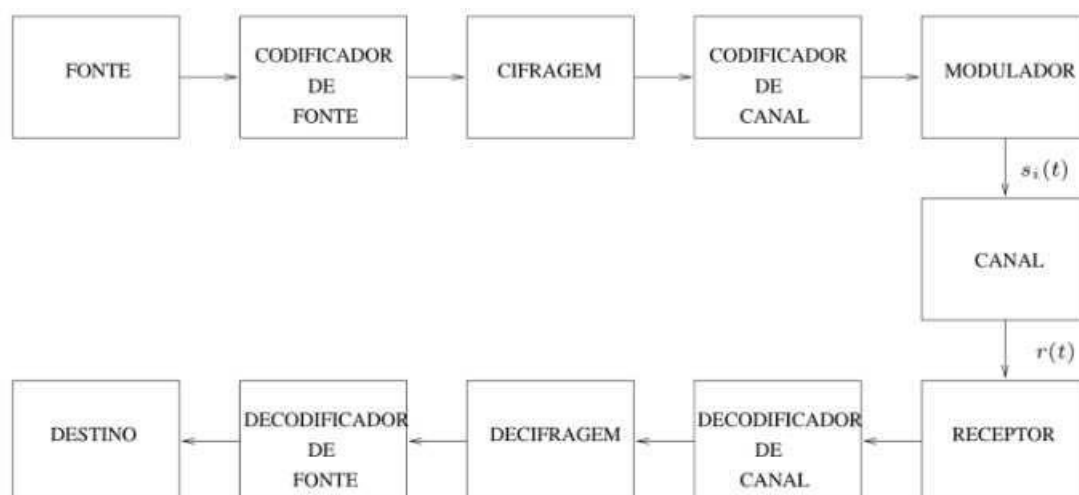 FONTE
CODIFICADOR
DE
FONTE
CIFRAGEM
CODIFICADOR
DE
CANAL
MODULADOR
s_i(t)
CANAL
r(t)
DESTINO
DECODIFICADOR
DE
FONTE
DECIFRAGEM
DECODIFICADOR
DE
CANAL
RECEPTOR